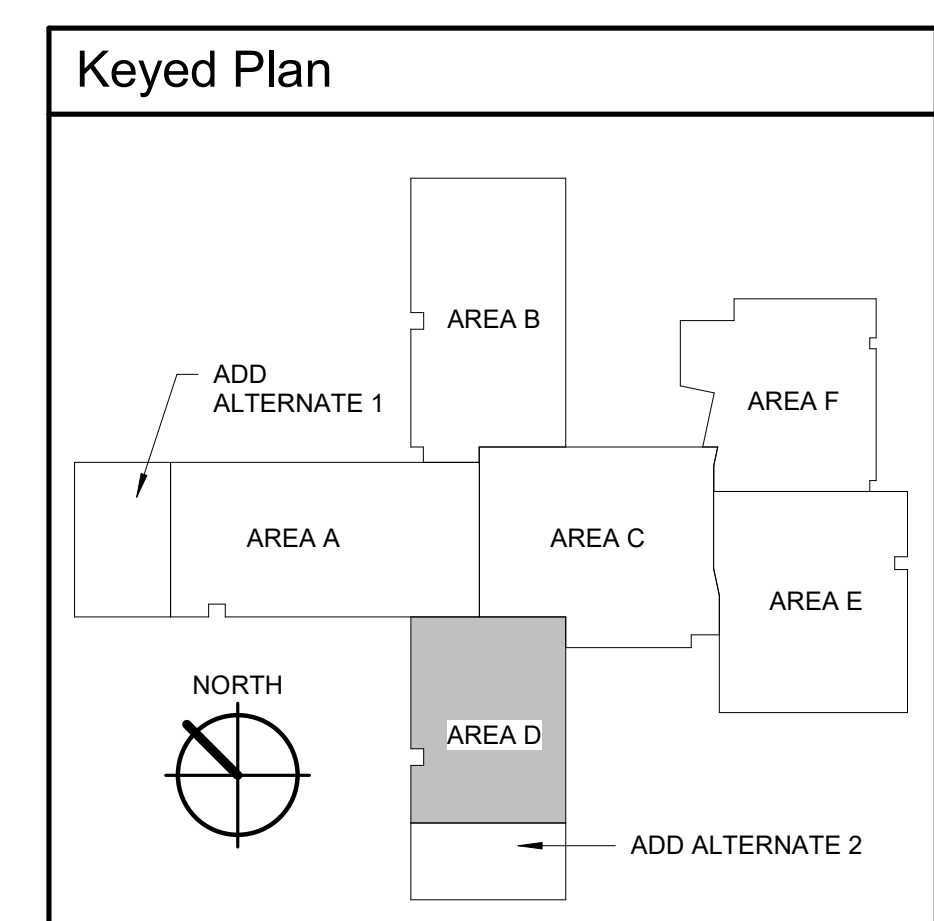 Keyed Plan
AREA B
ADD
ALTERNATE 1
AREA F
AREA A
AREA C
AREA E
NORTH
AREA D
ADD ALTERNATE 2